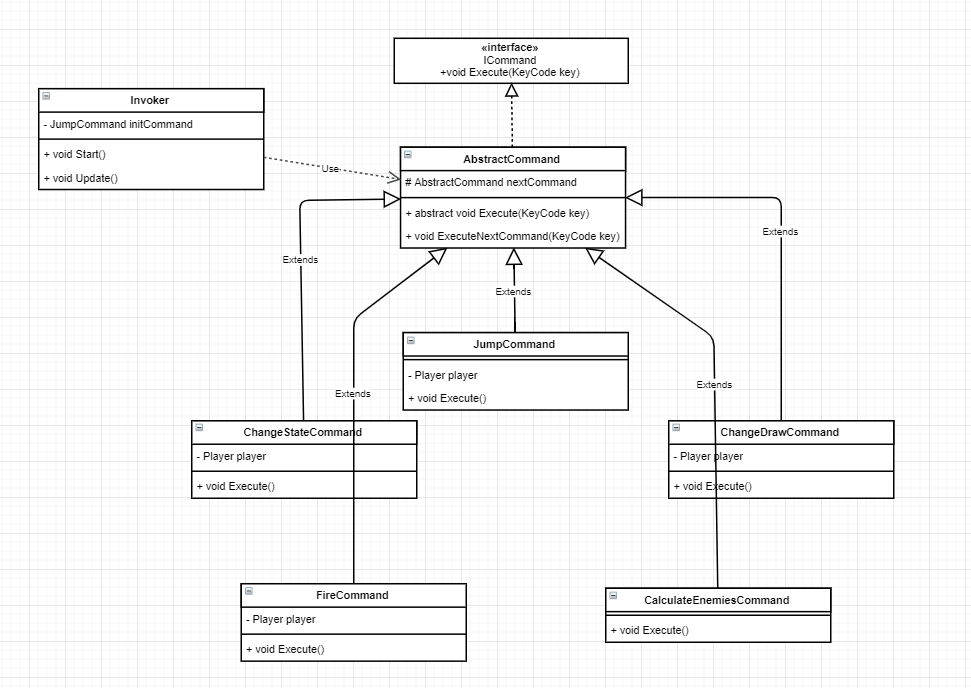 «interface»
ICommand
+void Execute(KeyCode key)
Invoker
- JumpCommand initCommand
+ void Start()
+ void Update()
Use
AbstractCommand
# AbstractCommand nextCommand
+ abstract void Execute(KeyCode key)
+ void ExecuteNextCommand(KeyCode key)
Extends
Extends
Extends
JumpCommand
- Player player
+ void Execute()
Extends
Extends
ChangeStateCommand
- Player player
+ void Execute()
ChangeDrawCommand
- Player player
+ void Execute()
FireCommand
- Player player
+ void Execute()
CalculateEnemiesCommand
+ void Execute()